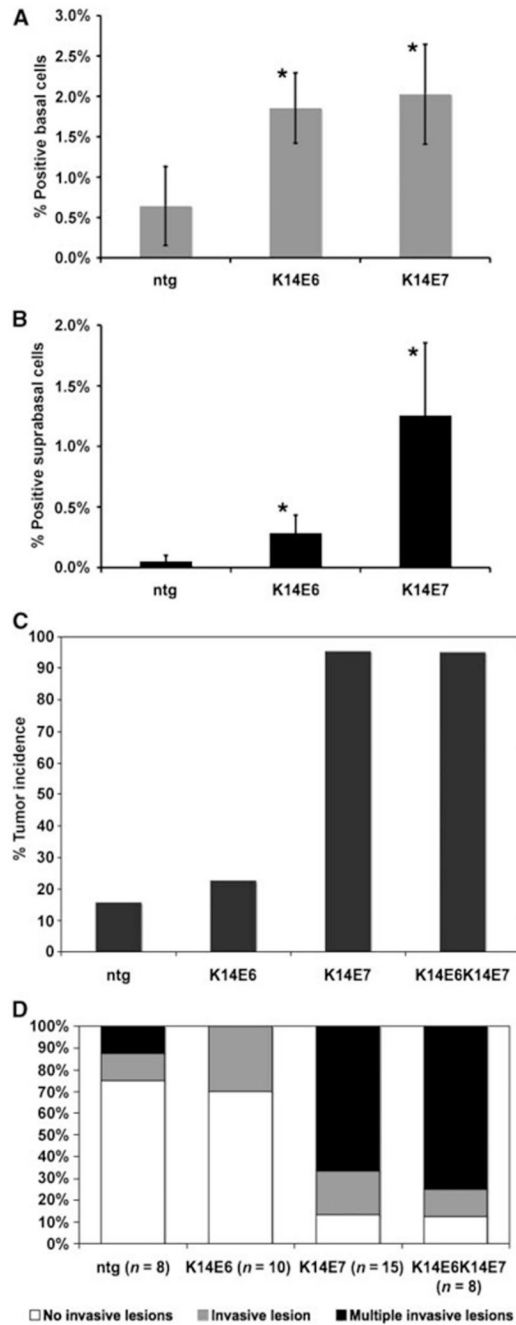 A
% Positive basal cells
3.0%
2.5%
2.0%
1.5%
1.0%
0.5%
0.0%
*
*
ntg K14E6 K14E7
B
% Positive suprabasal cells
2.0%
1.5%
1.0%
0.5%
0.0%
*
*
ntg K14E6 K14E7
C
% Tumor incidence
100
90
80
70
60
50
40
30
20
10
0
ntg K14E6 K14E7 K14E6K14E7
D
100%
90%
80%
70%
60%
50%
40%
30%
20%
10%
0%
ntg (n = 8) K14E6 (n = 10) K14E7 (n = 15) K14E6K14E7
(n = 8)
No invasive lesions Invasive lesion Multiple invasive lesions